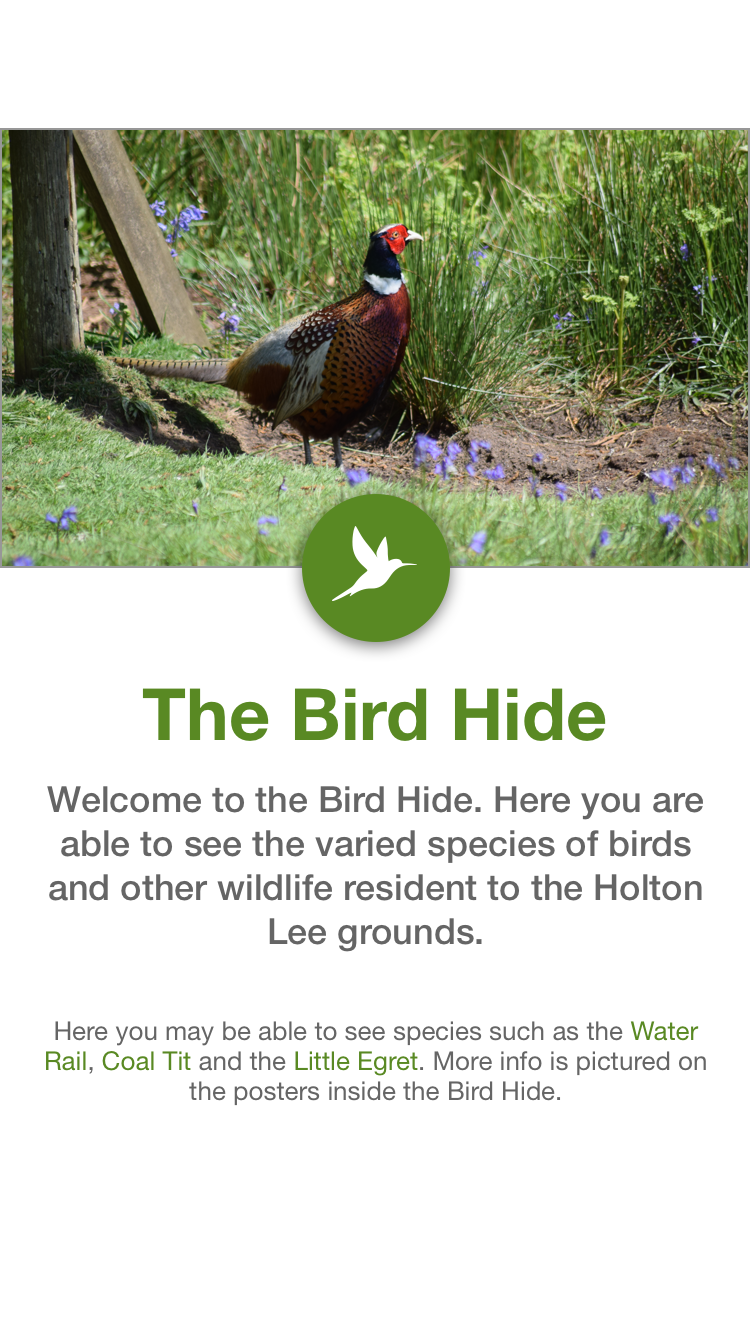 The Bird Hide
Welcome to the Bird Hide. Here you are
able to see the varied species of birds
and other wildlife resident to the Holton
Lee grounds.
Here you may be able to see species such as the Water
Rail, Coal Tit and the Little Egret. More info is pictured on
the posters inside the Bird Hide.